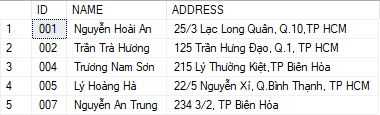 ID NAME ADDRESS
1 001 Nguyễn Hoài An 25/3 Lạc Long Quân, Q.10,TP HCM
2 002 Trần Trà Hương 125 Trần Hưng Đạo, Q.1, TP HCM
3 004 Trương Nam Sơn 215 Lý Thường Kiệt,TP Biên Hòa
4 005 Lý Hoàng Hà 22/5 Nguyễn Xí, Q.Bình Thạnh, TP HCM
5 007 Nguyễn An Trung 234 3/2, TP Biên Hòa